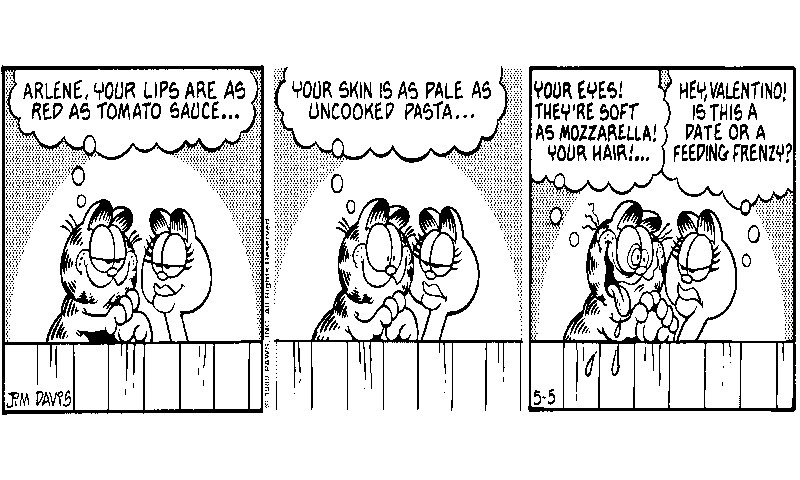 ARLENE, YOUR LIPS ARE AS
RED AS TOMATO SAUCE...
JIM DAVIS
YOUR SKIN IS AS PALE AS
UNCOOKED PASTA...
YOUR EYES!
THEY'RE SOFT
AS MOZZARELLA!
YOUR HAIR!...
HEY, VALENTINO!
IS THIS A
DATE OR A
FEEDING FRENZY?
5-5